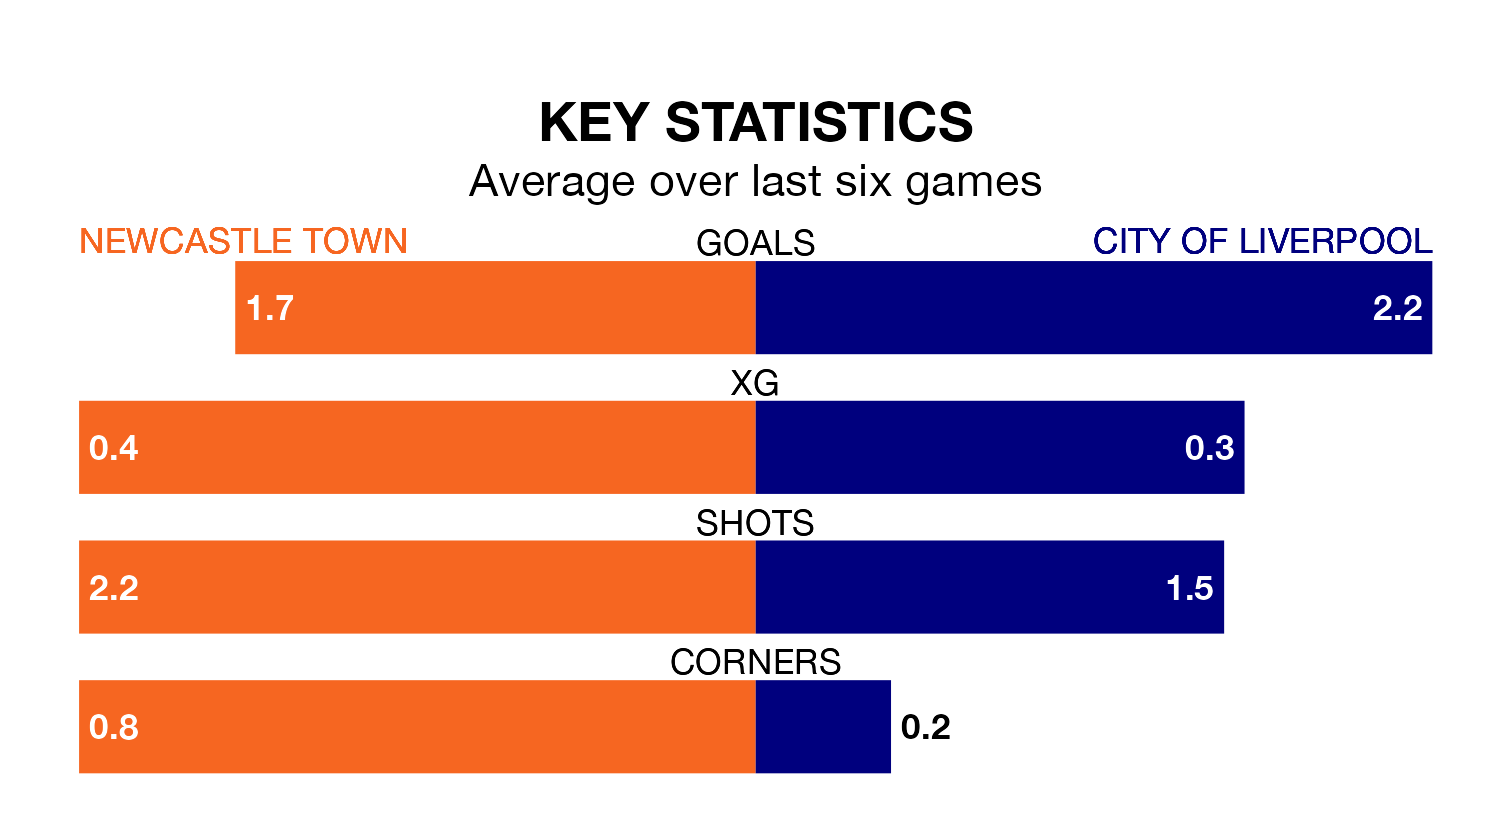 KEY STATISTICS
Average over last six games
NEWCASTLE TOWN GOALS CITY OF LIVERPOOL
1.7 2.2
XG
0.4 0.3
SHOTS
2.2 1.5
CORNERS
0.8 0.2